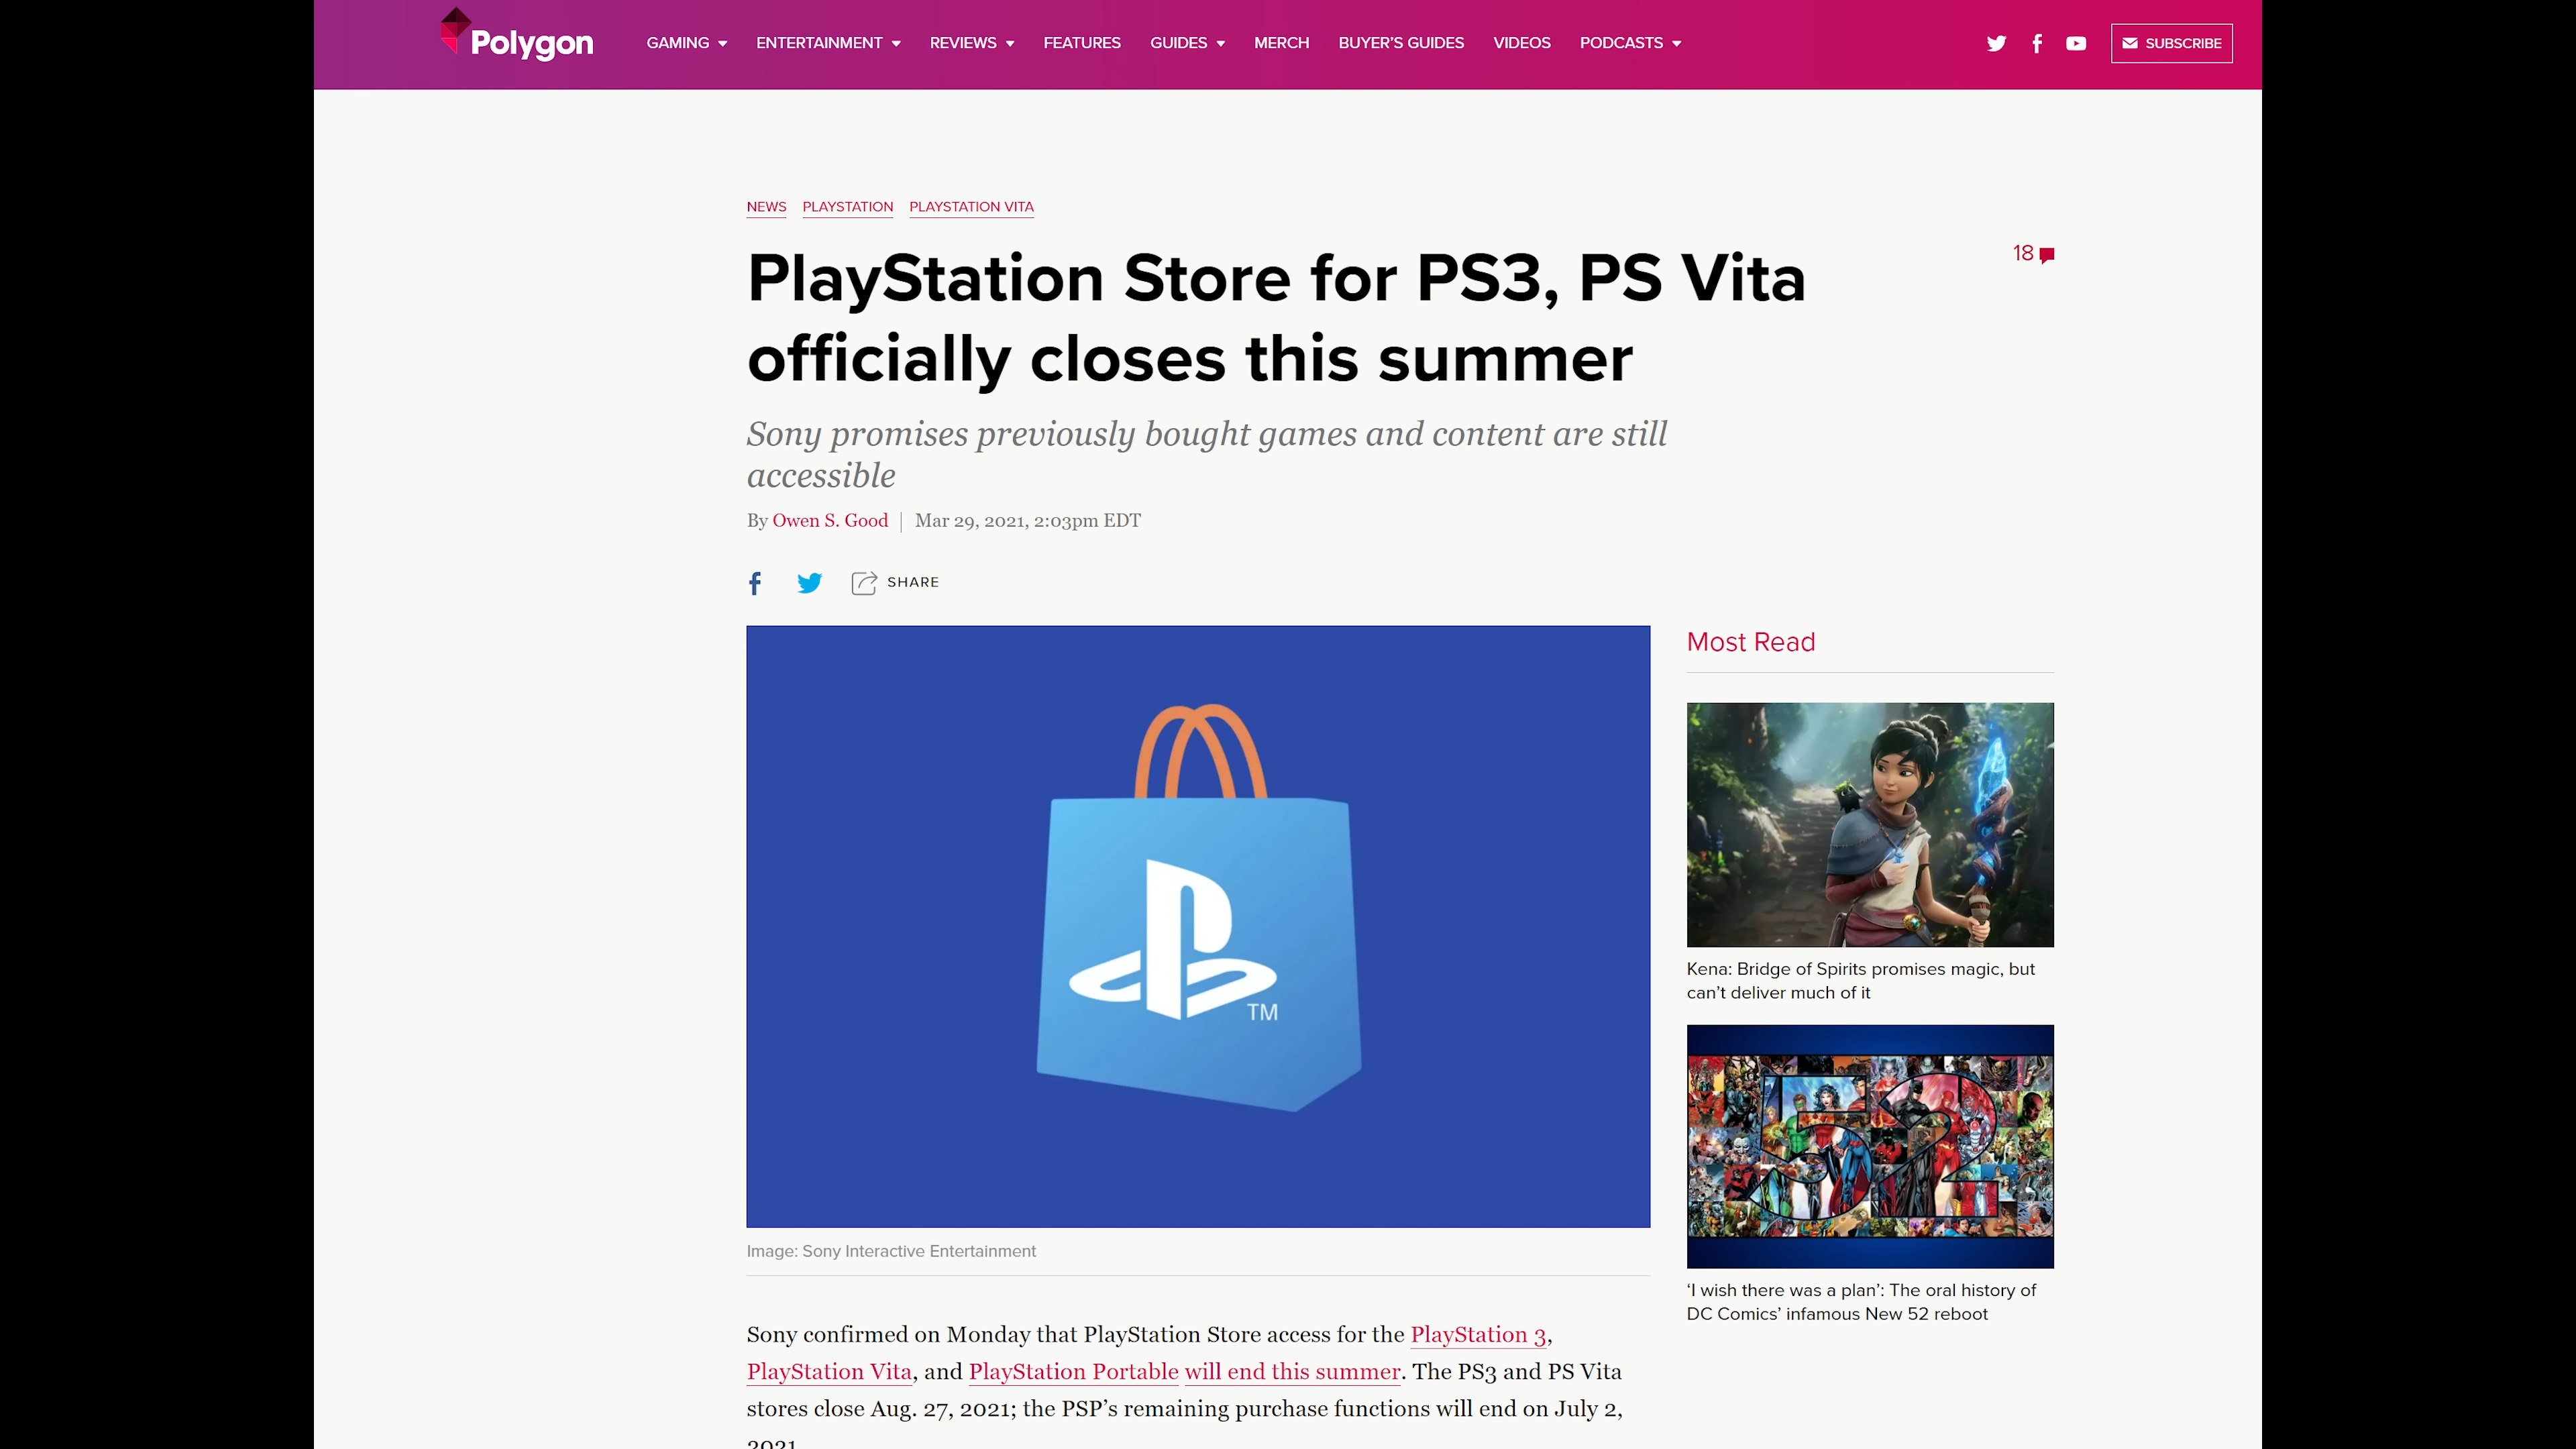 Polygon
GAMING ENTERTAINMENT REVIEWS FEATURES GUIDES MERCH BUYER'S GUIDES VIDEOS PODCASTS SUBSCRIBE
NEWS PLAYSTATION PLAYSTATION VITA
PlayStation Store for PS3, PS Vita
officially closes this summer
18
Sony promises previously bought games and content are still
accessible
By Owen S. Good | Mar 29, 2021, 2:03pm EDT
SHARE
TM
Image: Sony Interactive Entertainment
Sony confirmed on Monday that PlayStation Store access for the PlayStation 3,
PlayStation Vita, and PlayStation Portable will end this summer. The PS3 and PS Vita
stores close Aug. 27, 2021; the PSP's remaining purchase functions will end on July 2,
2021.
Most Read
Kena: Bridge of Spirits promises magic, but
can't deliver much of it
52
'I wish there was a plan': The oral history of
DC Comics' infamous New 52 reboot